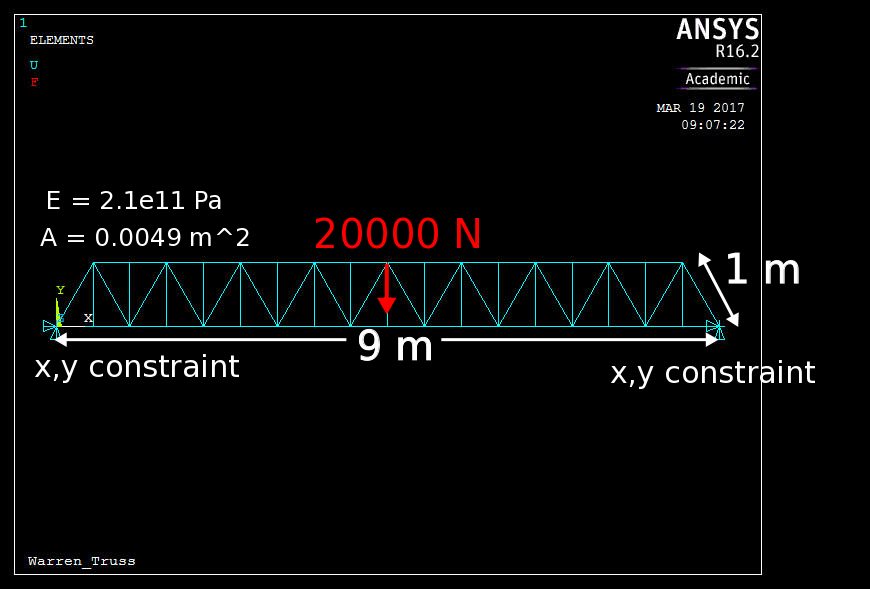 1
ELEMENTS
U
F
ANSYS
R16.2
Academic
MAR 19 2017
09:07:22
E = 2.1e11 Pa
A = 0.0049 m^2
20000 N
1 m
Y
X
9 m
x,y constraint
x,y constraint
Warren_Truss